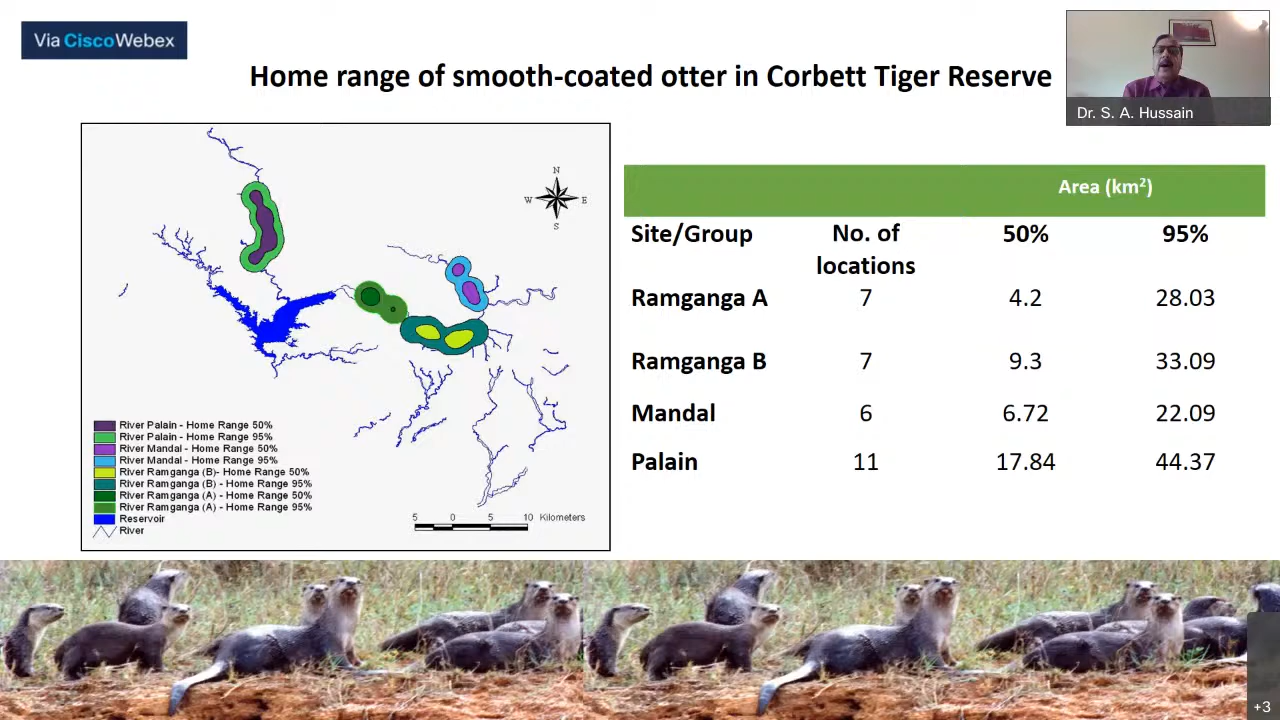 Via CiscoWebex
Home range of smooth-coated otter in Corbett Tiger Reserve
Dr. S. A. Hussain
N
W E
S
River Palain - Home Range 50%
River Palain - Home Range 95%
River Mandal - Home Range 50%
River Mandal - Home Range 95%
River Ramganga (B)- Home Range 50%
River Ramganga (B) - Home Range 95%
River Ramganga (A) - Home Range 50%
River Ramganga (A) - Home Range 95%
Reservoir
River
5 0 5 10 Kilometers
Area (km²)
Site/Group No. of locations 50% 95%
Ramganga A 7 4.2 28.03
Ramganga B 7 9.3 33.09
Mandal 6 6.72 22.09
Palain 11 17.84 44.37
+3